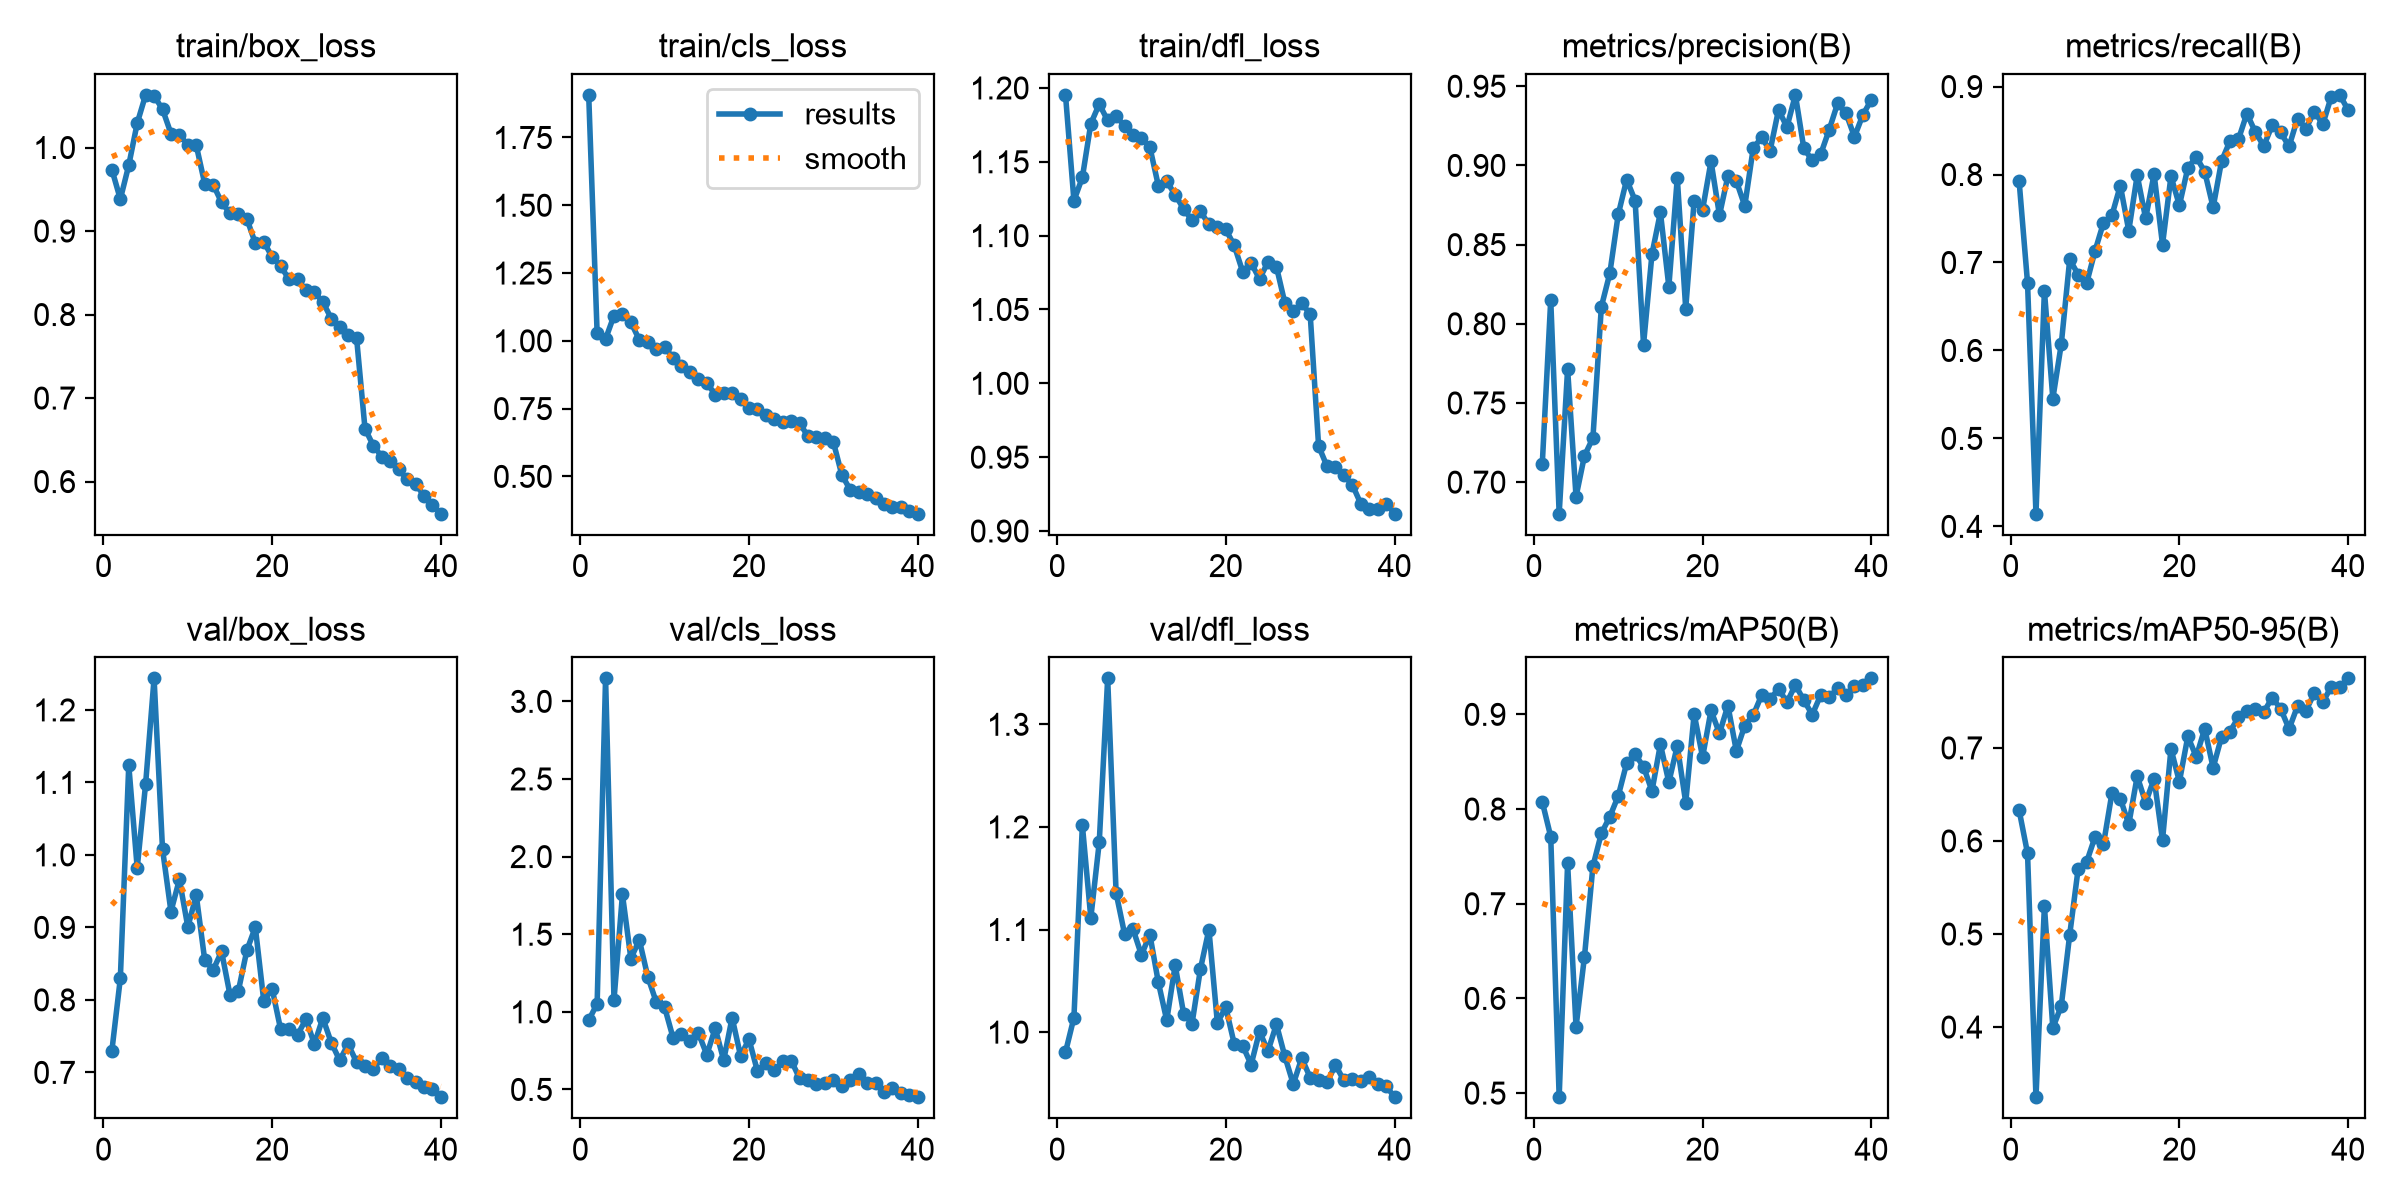 train/box_loss
1.0
0.9
0.8
0.7
0.6
0 20 40
train/cls_loss
results
smooth
1.75
1.50
1.25
1.00
0.75
0.50
0 20 40
train/dfl_loss
1.20
1.15
1.10
1.05
1.00
0.95
0.90
0 20 40
metrics/precision(B)
0.95
0.90
0.85
0.80
0.75
0.70
0 20 40
metrics/recall(B)
0.9
0.8
0.7
0.6
0.5
0.4
0 20 40
val/box_loss
1.2
1.1
1.0
0.9
0.8
0.7
0 20 40
val/cls_loss
3.0
2.5
2.0
1.5
1.0
0.5
0 20 40
val/dfl_loss
1.3
1.2
1.1
1.0
0 20 40
metrics/mAP50(B)
0.9
0.8
0.7
0.6
0.5
0 20 40
metrics/mAP50-95(B)
0.7
0.6
0.5
0.4
0 20 40